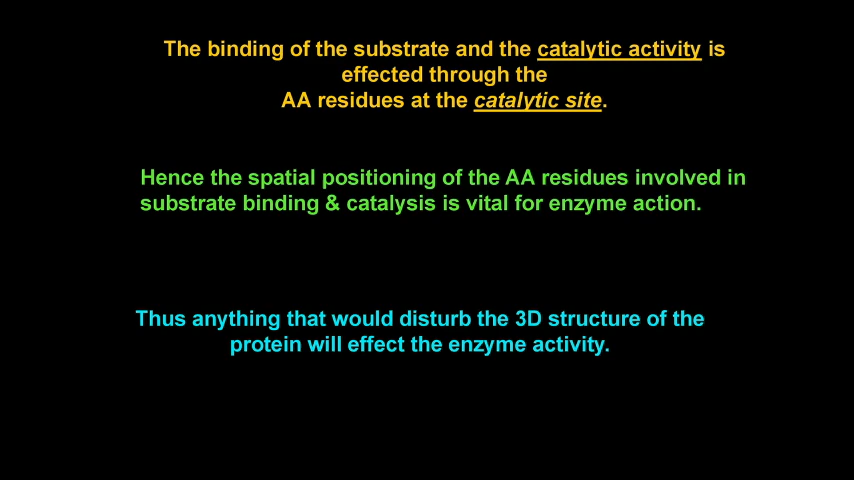 The binding of the substrate and the catalytic activity is
effected through the
AA residues at the catalytic site.
Hence the spatial positioning of the AA residues involved in
substrate binding & catalysis is vital for enzyme action.
Thus anything that would disturb the 3D structure of the
protein will effect the enzyme activity.